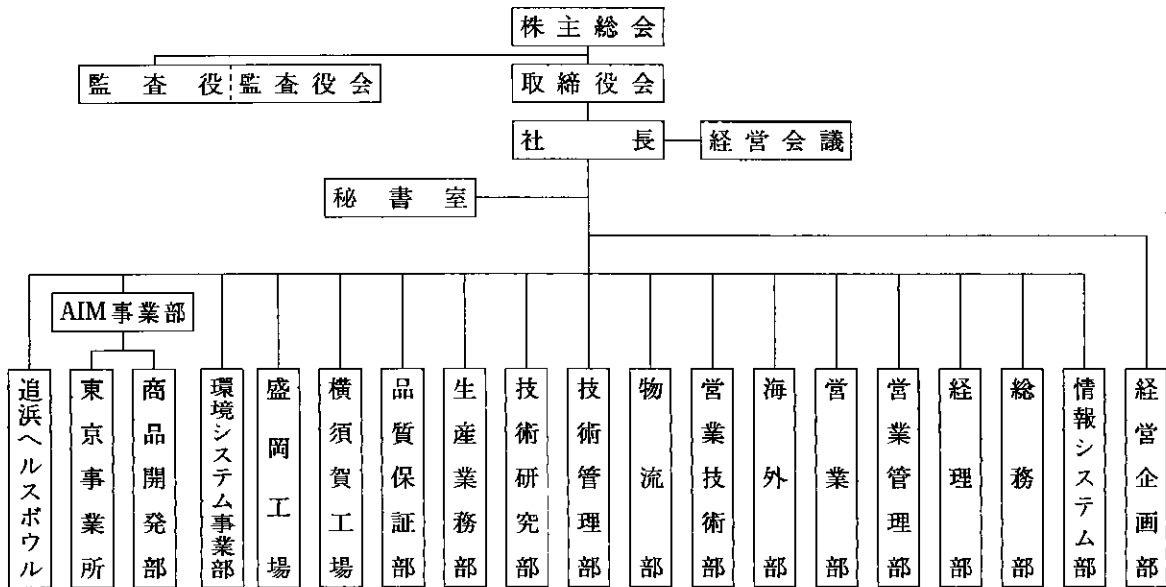 株主総会
監査役 監査役会
取締役会
社長
経営会議
秘書室
AIM事業部
追浜ヘルスボウル
東京事業所
商品開発部
環境システム事業部
盛岡工場
横須賀工場
品質保証部
生産業務部
技術研究部
技術管理部
物流部
営業技術部
海外部
営業部
営業管理部
経理部
総務部
情報システム部
経営企画部